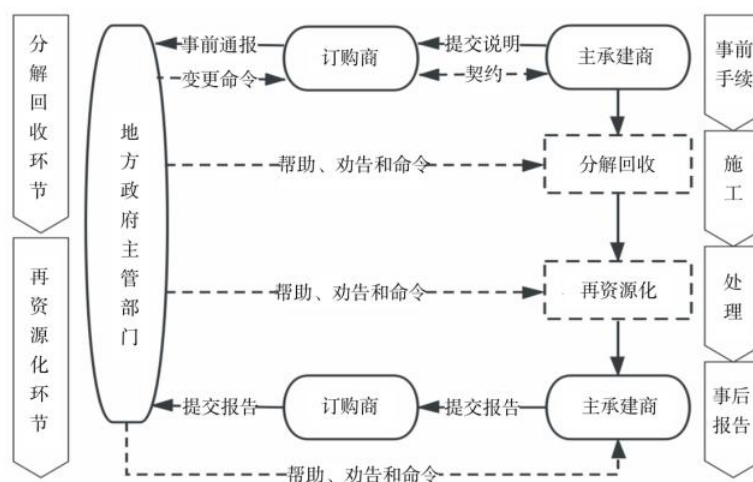 分解回收环节
再资源化环节
地方政府主管部门
事前通报
订购商
提交说明
主承建商
变更命令
契约
帮助、劝告和命令
分解回收
帮助、劝告和命令
再资源化
提交报告
订购商
提交报告
主承建商
帮助、劝告和命令
事前
手续
施工
处理
事后
报告